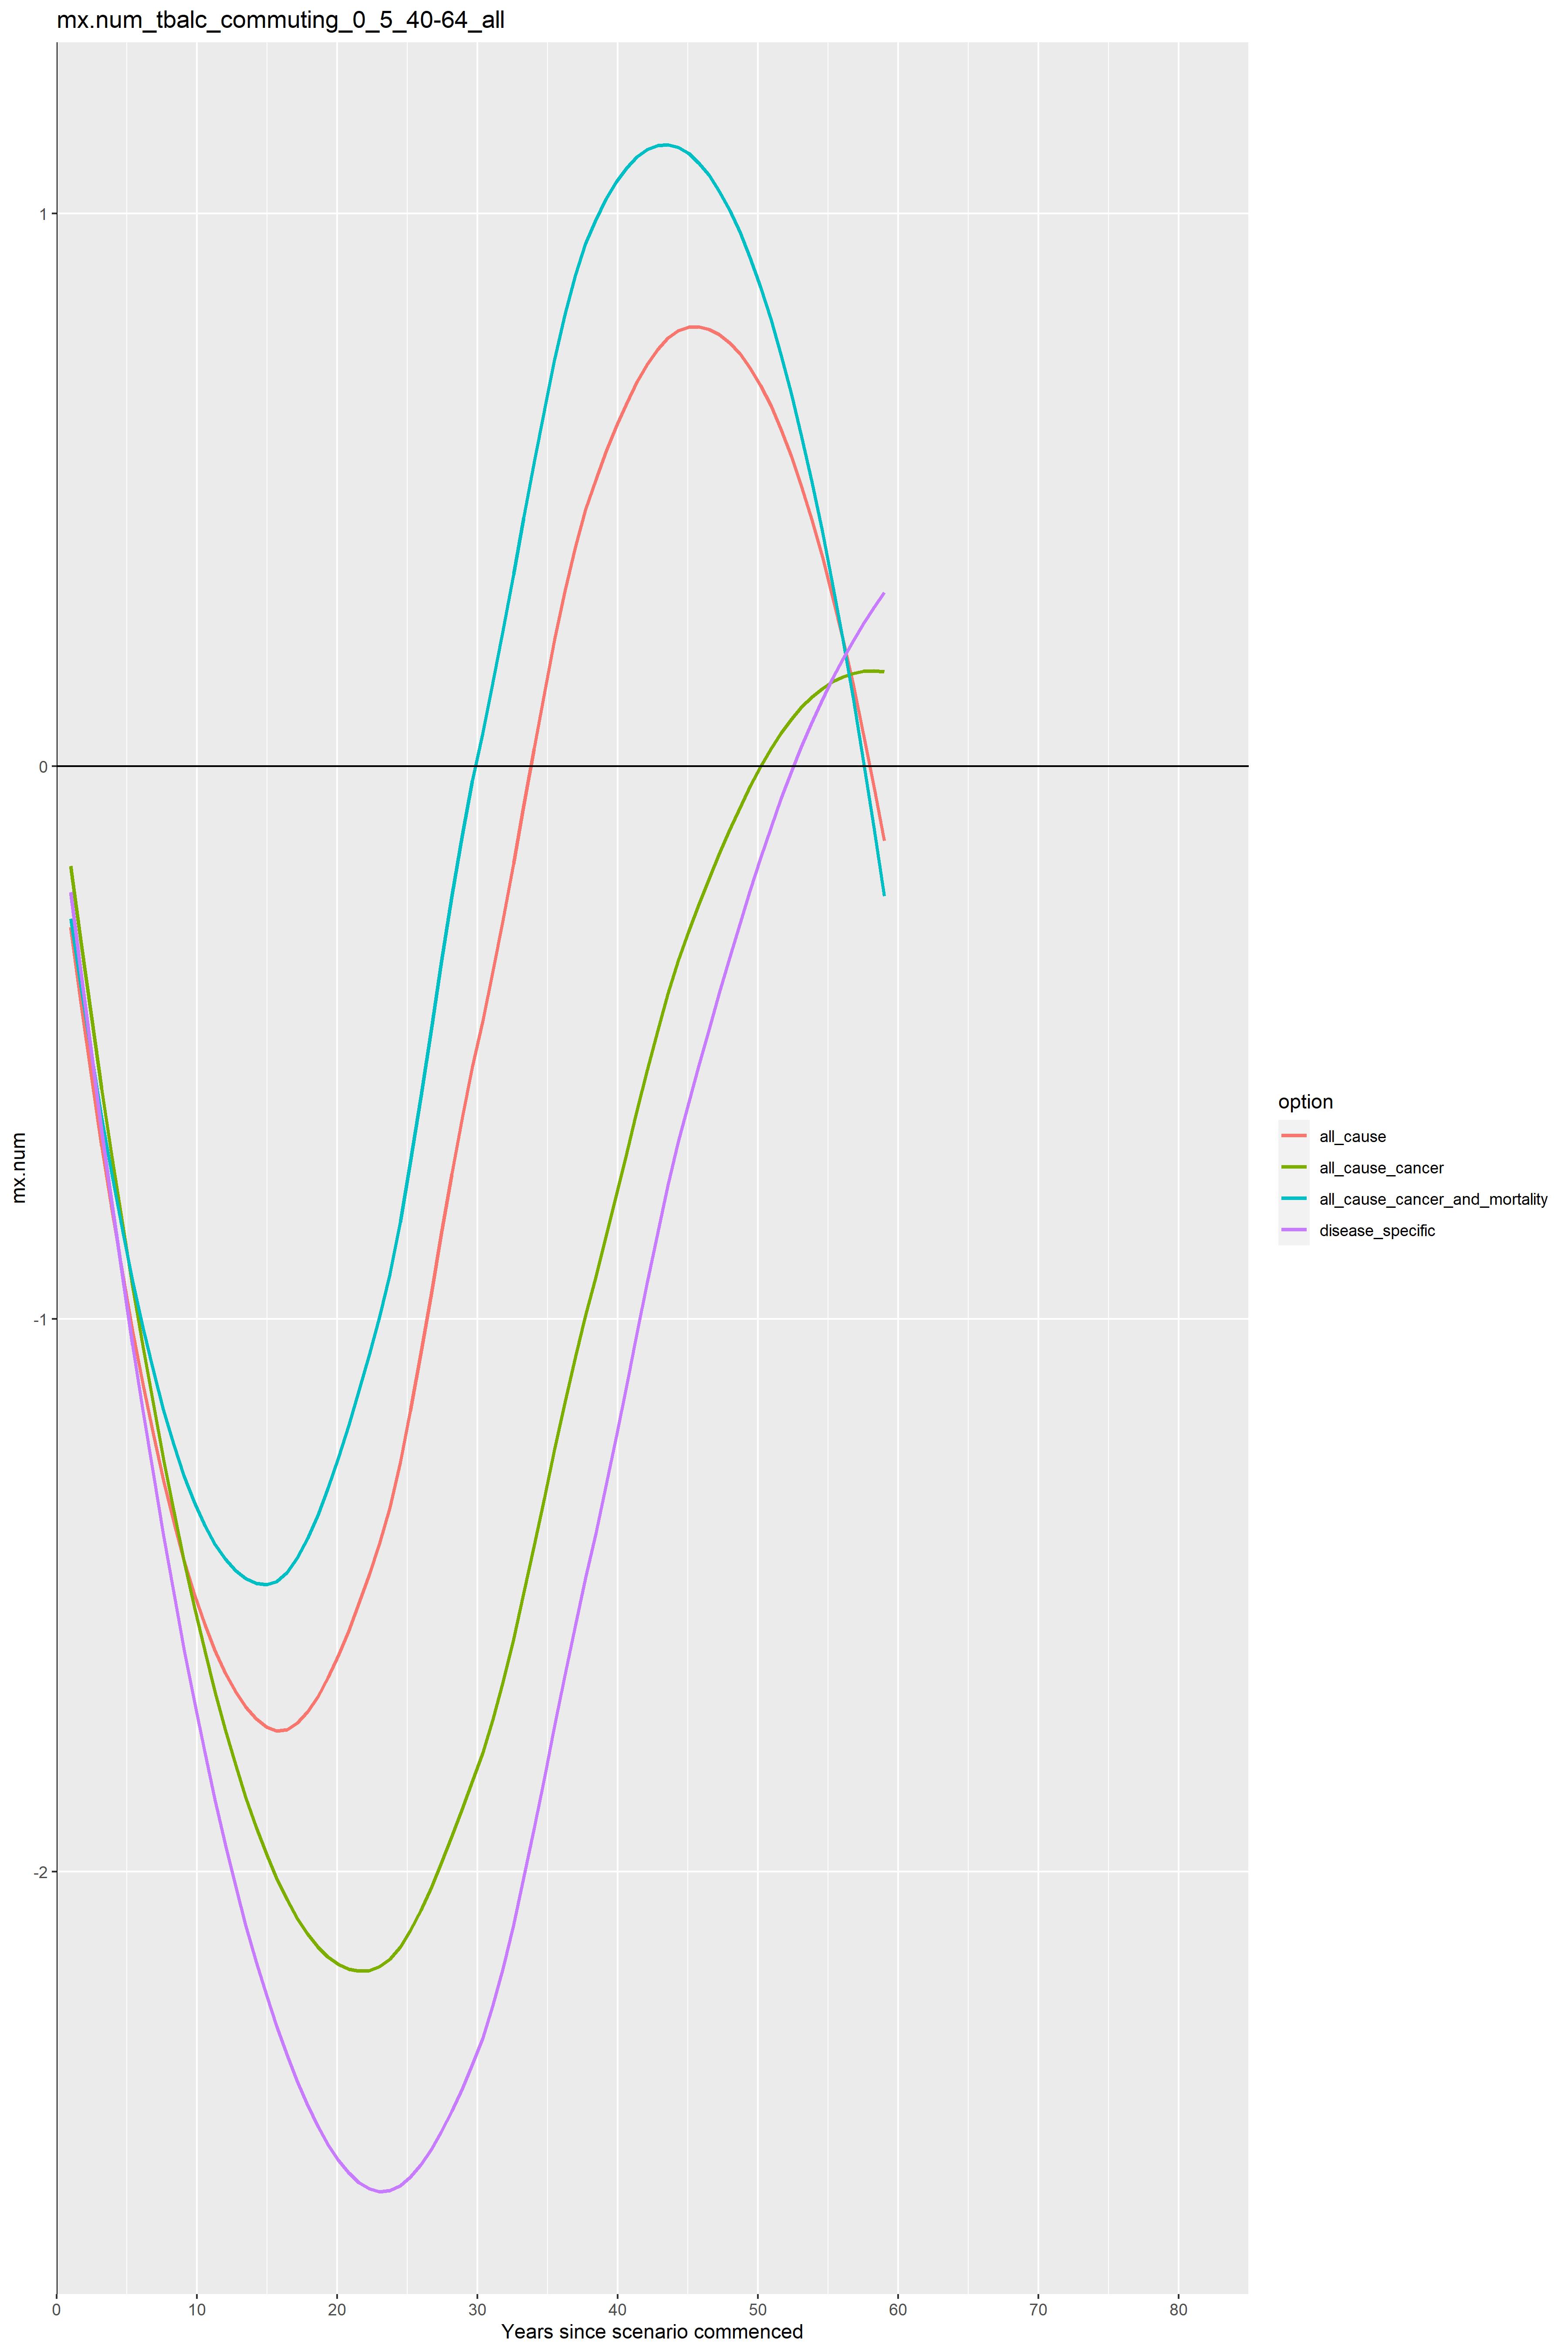 mx.num_tbalc_commuting_0_5_40-64_all
mx.num
1
0
-1
-2
0 10 20 30 40 50 60 70 80
Years since scenario commenced
option
all_cause
all_cause_cancer
all_cause_cancer_and_mortality
disease_specific